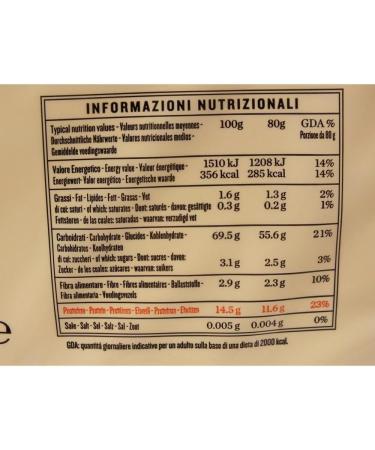 INFORMAZIONI NUTRIZIONALI
Typical nutrition values - Valeurs nutritionnelles moyennes - 100g 80g GDA %
Durchschnittliche Nährwerte - Valores nutricionales medios - Porzione da 80 g
Gemiddelde voedingswaarde
Valore Energetico - Energy value - Valeur énergétique - 1510 kJ 1208 kJ 14%
Energiewert - Valor energético - Energetische waarde 356 kcal 285 kcal 14%
Grassi - Fat - Lipides - Fett - Grasas - Vet 1.6 g 1.3 g 2%
di cui: saturi - of which: saturates - Dont: saturés - davon: gesättigte 0.3 g 0.2 g 1%
Fettsäreren - de las cuales: saturadas - waarvan: verzadigd vet
Carboidrati - Carbohydrate - Glucides - Kohlenhydrate - 69.5 g 55.6 g 21%
Carbohidratos - Koolhydraten
di cui: zuccheri - of which: sugars - Dont: sucres - davon: 3.1 g 2.5 g 3%
Zucker - de los cuales: azúcares - waarvan: suikers
Fibra alimentare - Fibre - Fibres alimentaires - Ballaststoffe - 2.9 g 2.3 g 10%
Fibra alimentaria - Voedingsvezels
Proteine - Protein - Protéines - Eiweiß - Proteínas - Eiwitten 14.5 g 11.6 g 23%
Sale - Salt - Sel - Salz - Sal - Zout 0.005 g 0.004 g 0%
GDA: quantità giornaliere indicative per un adulto sulla base di una dieta di 2000 kcal.
e